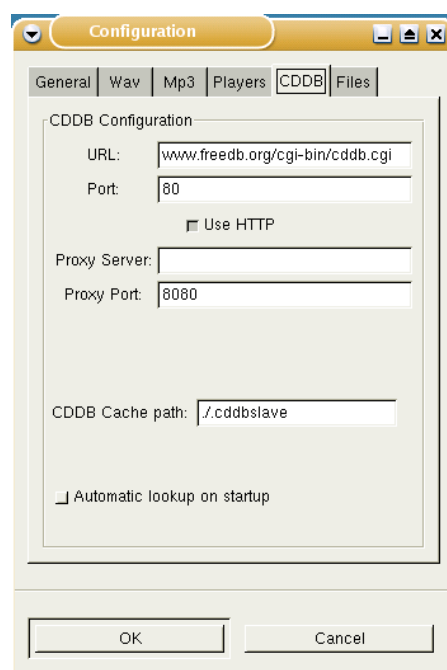 Configuration
General Wav Mp3 Players CDDB Files
CDDB Configuration
URL: www.freedb.org/cgi-bin/cddb.cgi
Port: 80
Use HTTP
Proxy Server:
Proxy Port: 8080
CDDB Cache path: ./.cddbslave
Automatic lookup on startup
OK Cancel